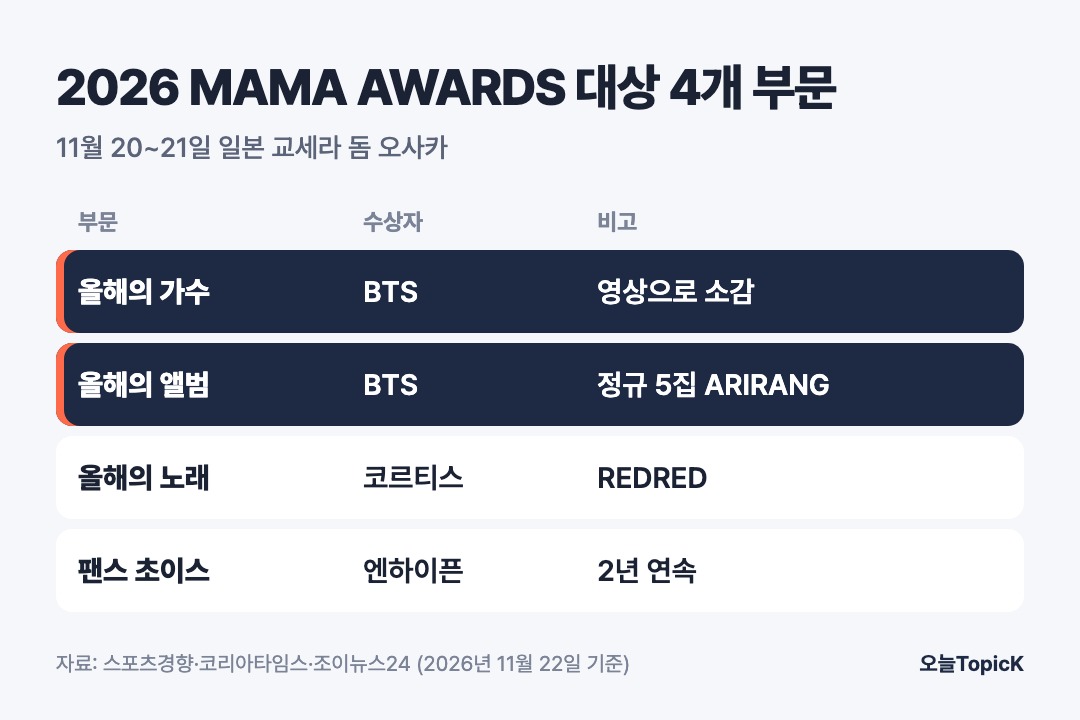 2026 MAMA AWARDS 대상 4개 부문
11월 20~21일 일본 교세라 돔 오사카
부문 수상자 비고
올해의 가수 BTS 영상으로 소감
올해의 앨범 BTS 정규 5집 ARIRANG
올해의 노래 코르티스 REDRED
팬스 초이스 엔하이픈 2년 연속
자료: 스포츠경향·코리아타임스·조이뉴스24 (2026년 11월 22일 기준) 오늘TopicK